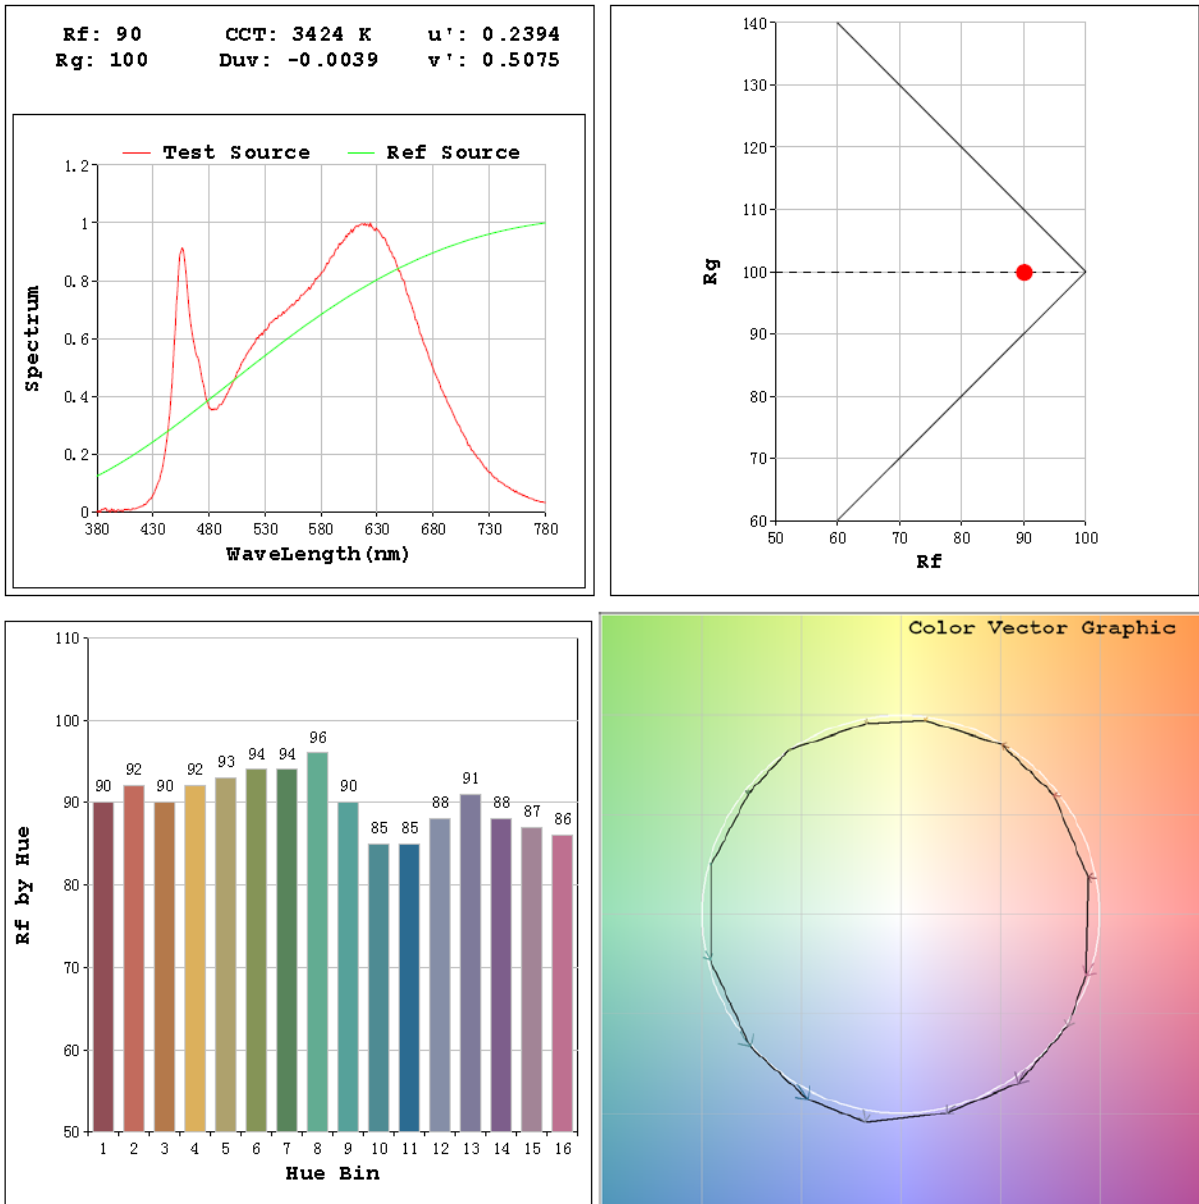 Rf: 90 CCT: 3424 K u': 0.2394
Rg: 100 Duv: -0.0039 v': 0.5075
Test Source Ref Source
1.2
1
0.8
0.6
0.4
0.2
0
Spectrum
380 430 480 530 580 630 680 730 780
WaveLength(nm)
140
130
120
110
100
90
80
70
60
Rg
50 60 70 80 90 100
Rf
110
100
90
80
70
60
50
Rf by Hue
90 92 90 92 93 94 94 96 90 85 85 88 91 88 87 86
1 2 3 4 5 6 7 8 9 10 11 12 13 14 15 16
Hue Bin
Color Vector Graphic